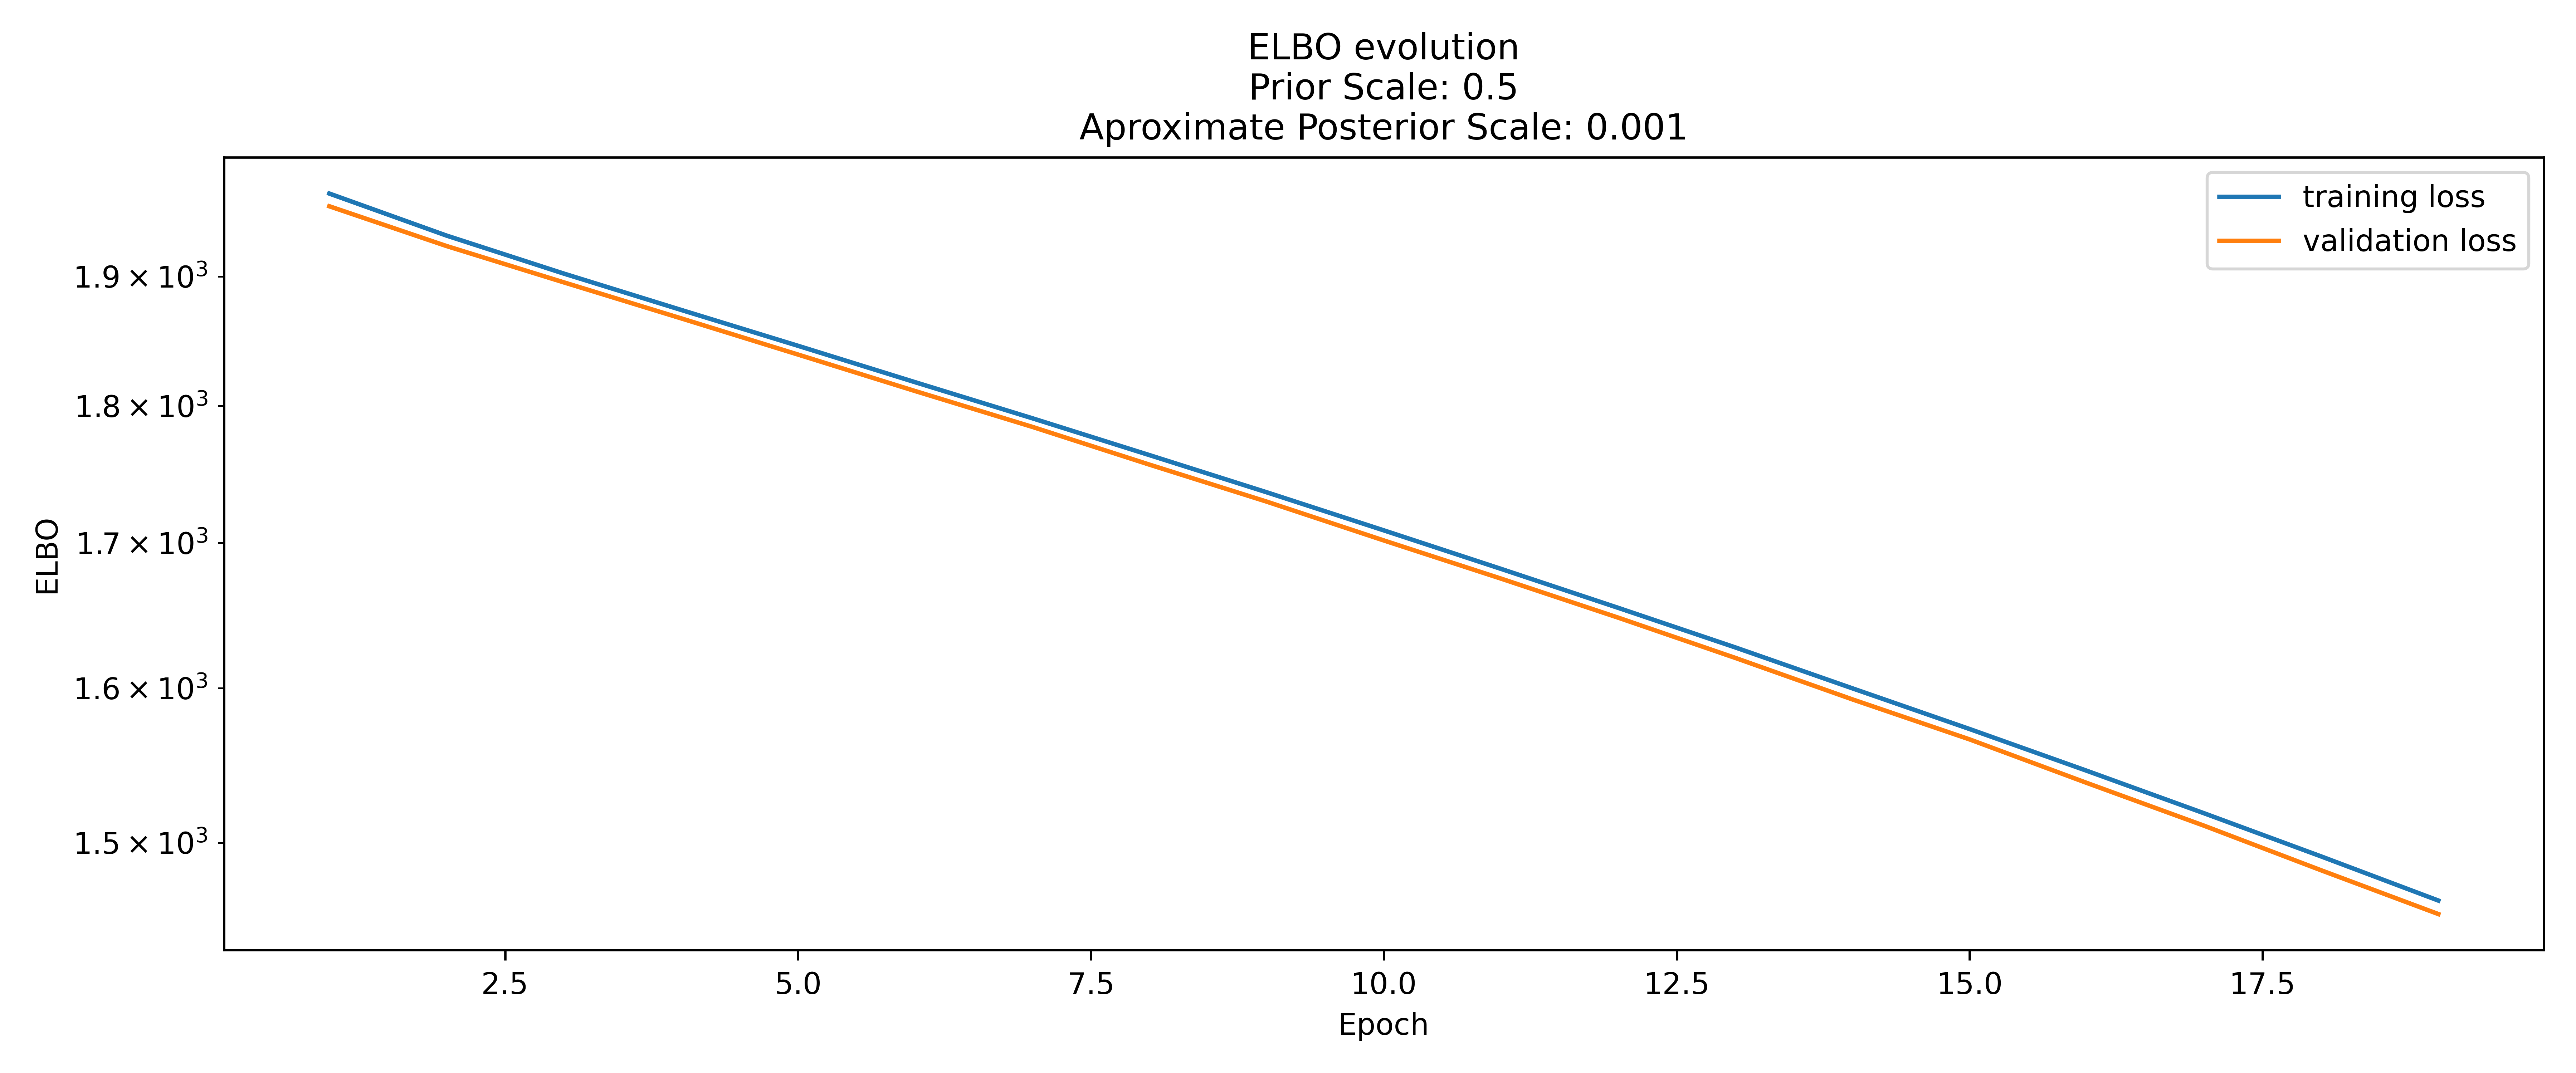 ELBO evolution
Prior Scale: 0.5
Aproximate Posterior Scale: 0.001
training loss
validation loss
ELBO
1.9 × 10³
1.8 × 10³
1.7 × 10³
1.6 × 10³
1.5 × 10³
2.5 5.0 7.5 10.0 12.5 15.0 17.5
Epoch